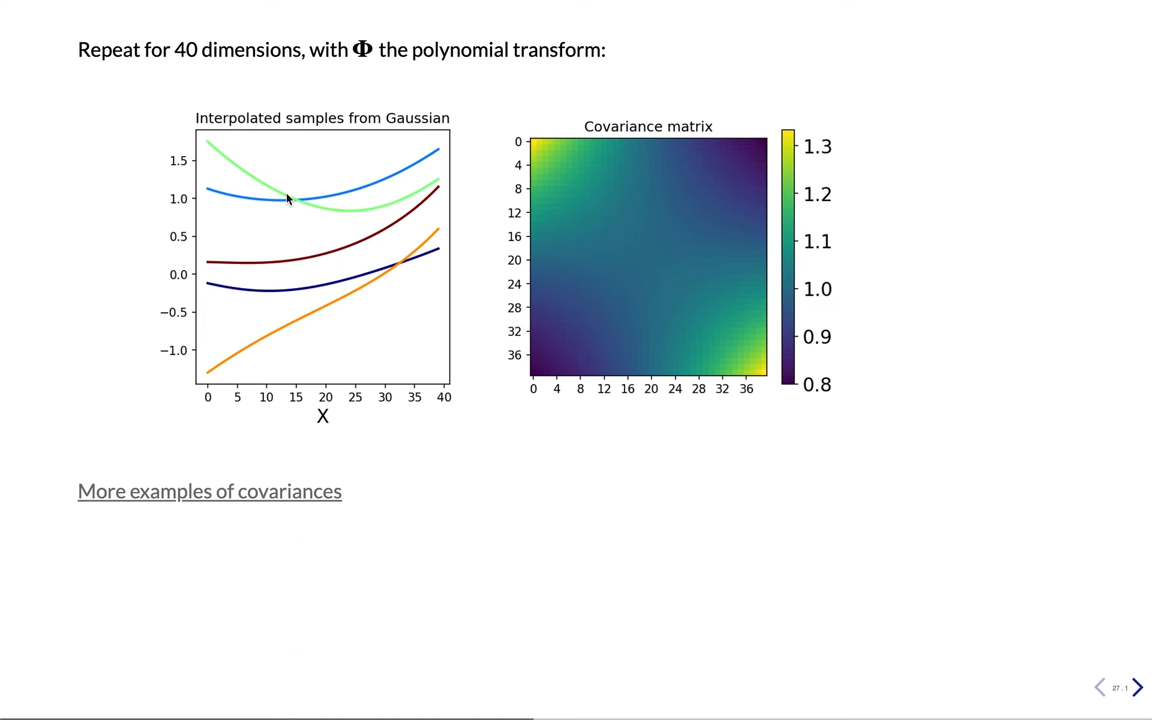 Repeat for 40 dimensions, with Φ the polynomial transform:
Interpolated samples from Gaussian
1.5
1.0
0.5
0.0
−0.5
−1.0
0 5 10 15 20 25 30 35 40
X
Covariance matrix
0
4
8
12
16
20
24
28
32
36
0 4 8 12 16 20 24 28 32 36
1.3
1.2
1.1
1.0
0.9
0.8
More examples of covariances
27 . 1